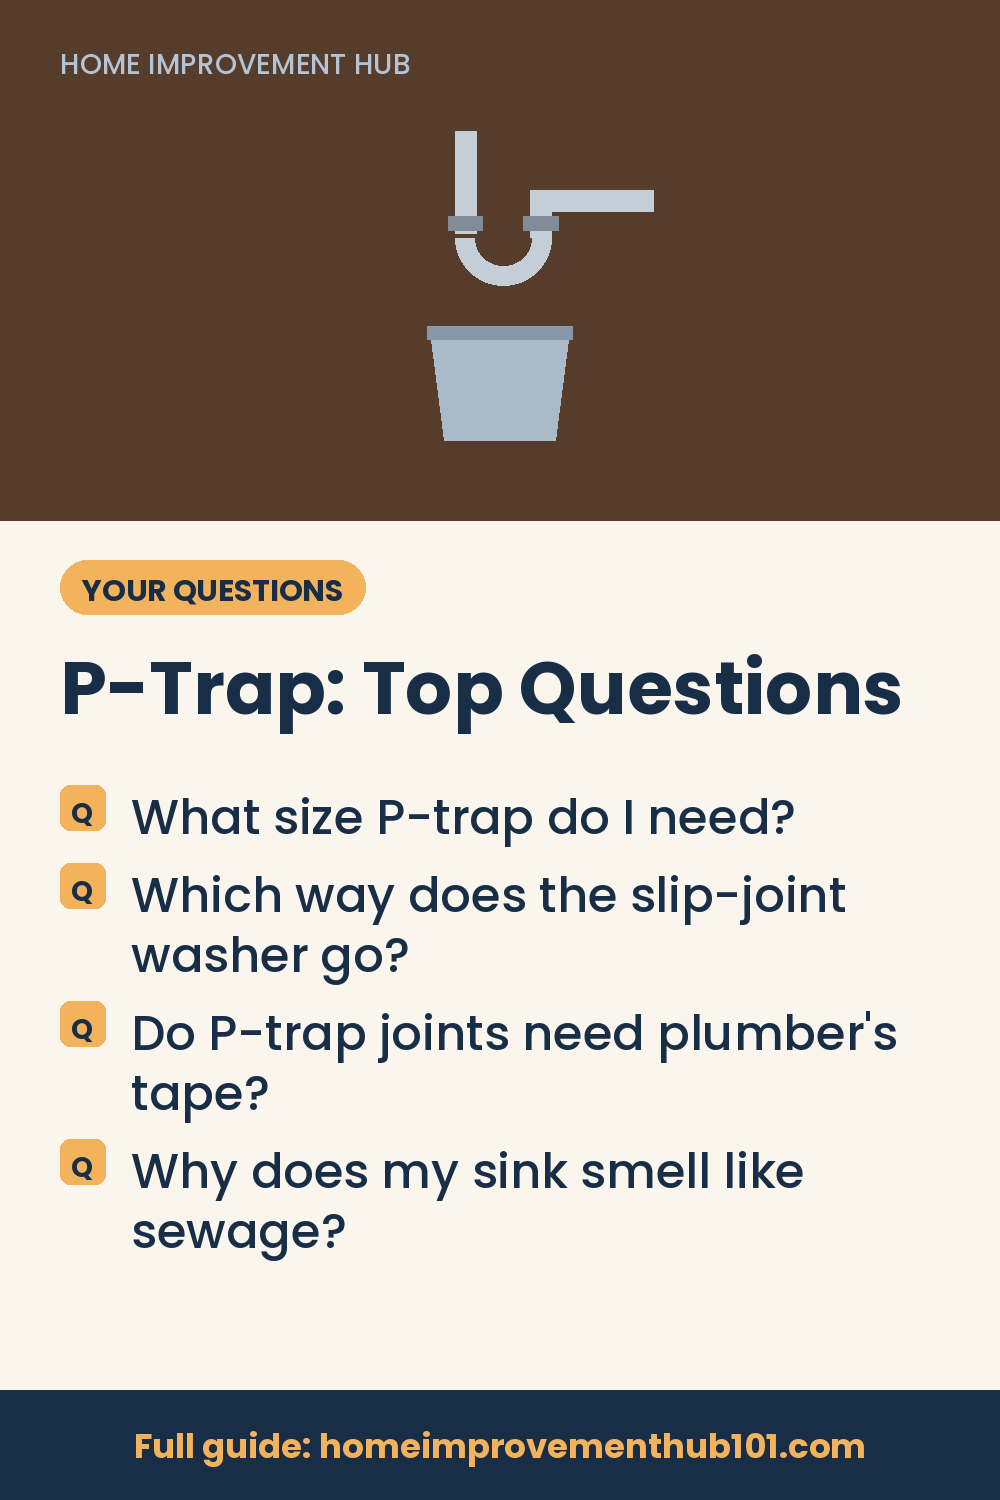 HOME IMPROVEMENT HUB
YOUR QUESTIONS
P-Trap: Top Questions
Q What size P-trap do I need?
Q Which way does the slip-joint
washer go?
Q Do P-trap joints need plumber's
tape?
Q Why does my sink smell like
sewage?
Full guide: homeimprovementhub101.com